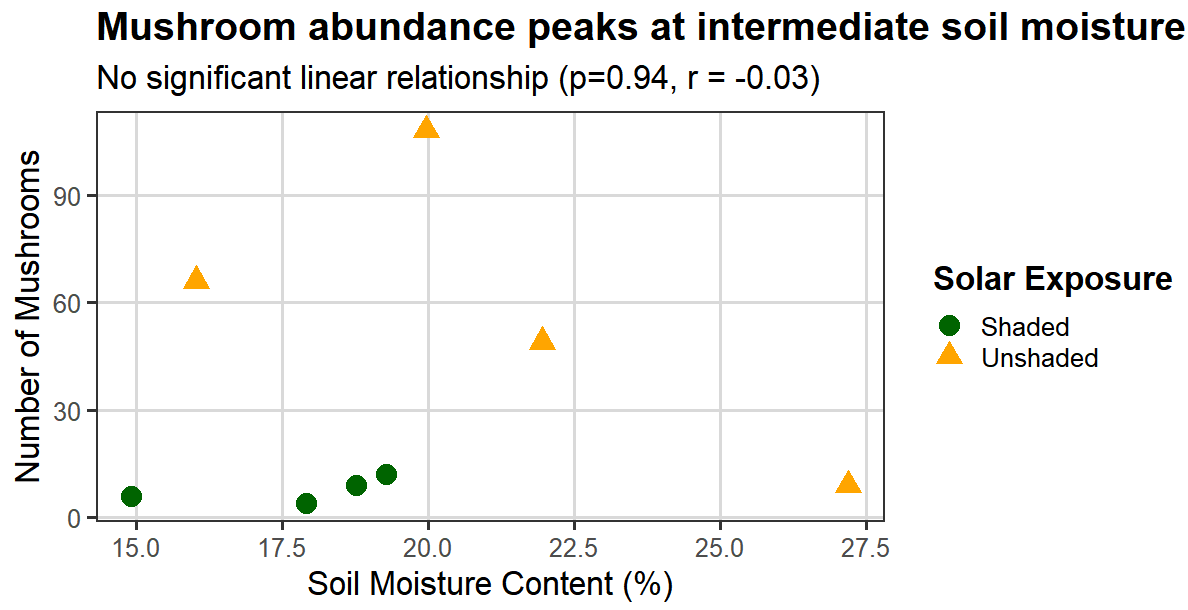 Mushroom abundance peaks at intermediate soil moisture
No significant linear relationship (p=0.94, r = -0.03)
Number of Mushrooms
90
60
30
0
15.0 17.5 20.0 22.5 25.0 27.5
Soil Moisture Content (%)
Solar Exposure
Shaded
Unshaded